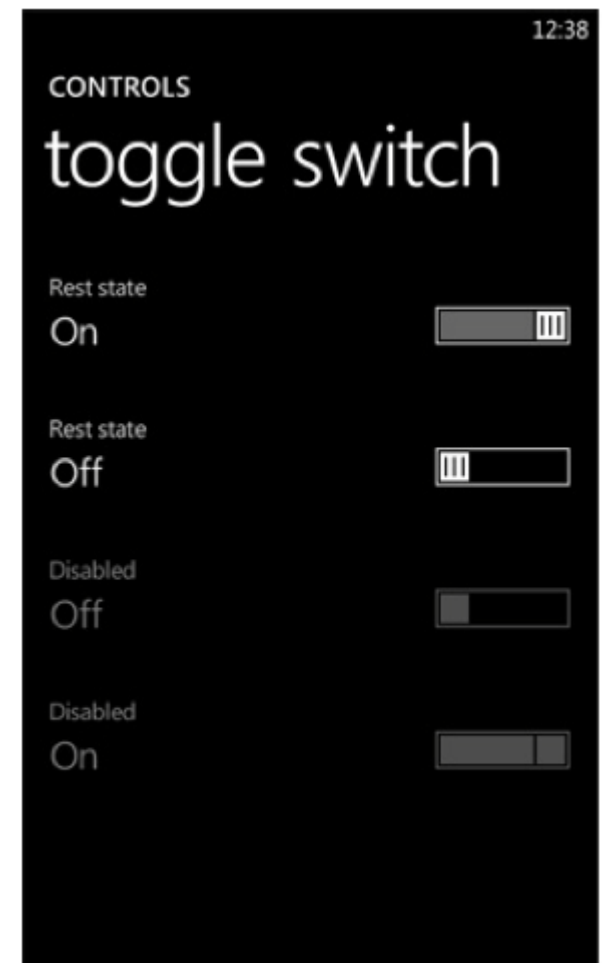 12:38
CONTROLS
toggle switch
Rest state
On
Rest state
Off
Disabled
Off
Disabled
On